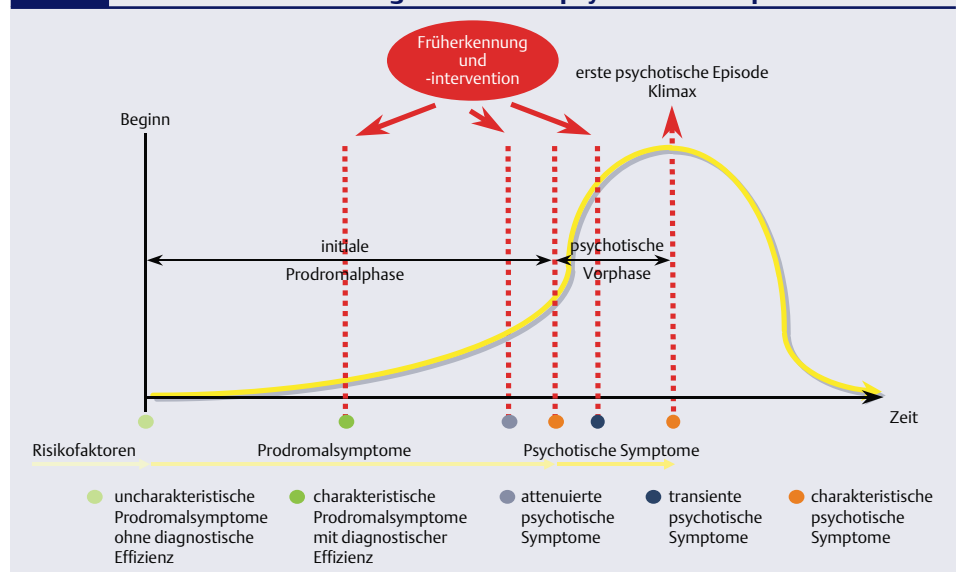 Früherkennung
und
-intervention
erste psychotische Episode
Klimax
Beginn
initiale
Prodromalphase
psychotische
Vorphase
Zeit
Risikofaktoren
Prodromalsymptome
Psychotische Symptome
uncharakteristische
Prodromalsymptome
ohne diagnostische
Effizienz
charakteristische
Prodromalsymptome
mit diagnostischer
Effizienz
attenuierte
psychotische
Symptome
transiente
psychotische
Symptome
charakteristische
psychotische
Symptome